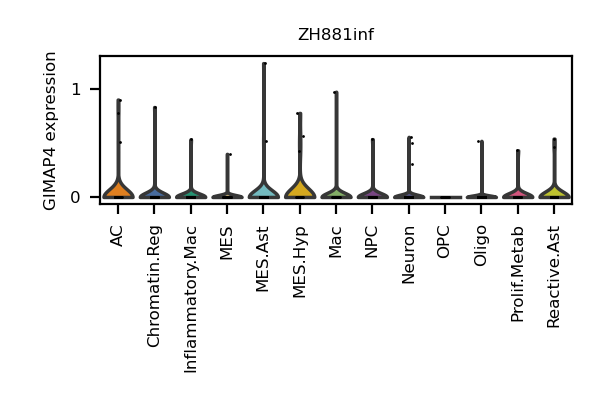 ZH881inf
GIMAP4 expression
1
0
AC
Chromatin.Reg
Inflammatory.Mac
MES
MES.Ast
MES.Hyp
Mac
NPC
Neuron
OPC
Oligo
Prolif.Metab
Reactive.Ast